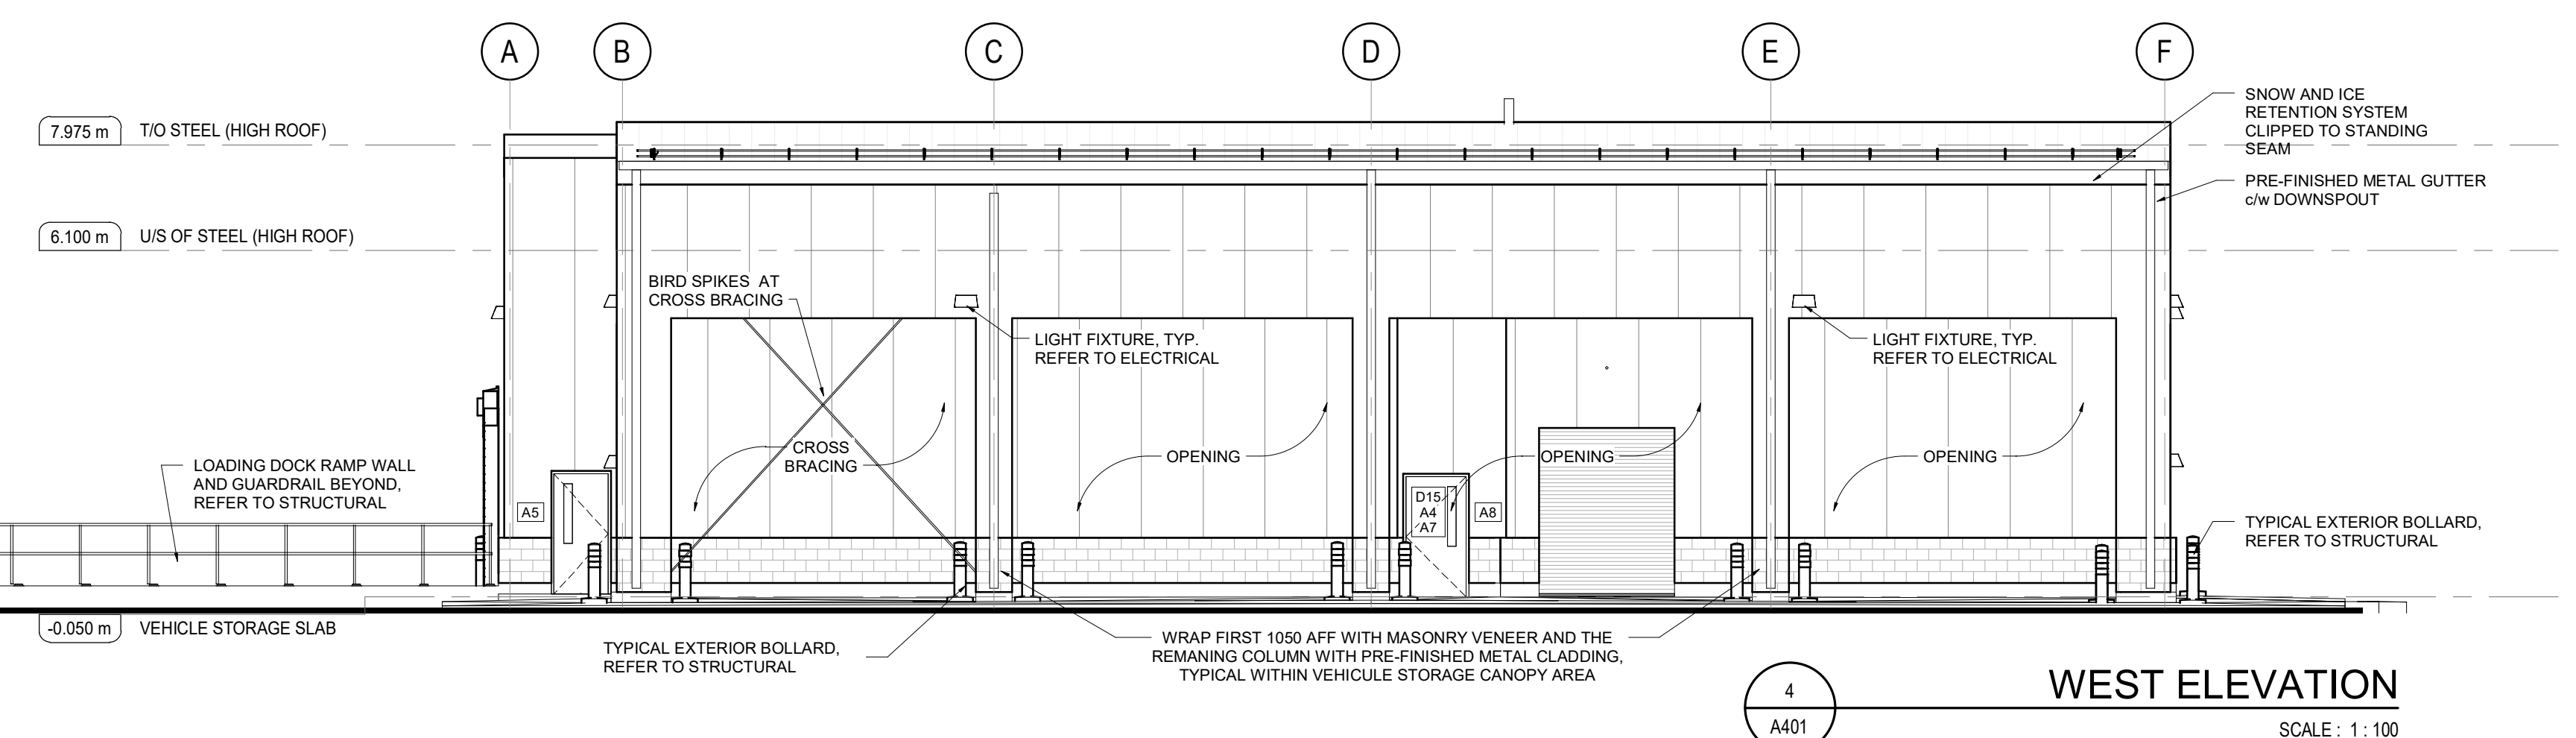 A B C D E F
7.975 m T/O STEEL (HIGH ROOF)
SNOW AND ICE
RETENTION SYSTEM
CLIPPED TO STANDING
SEAM
PRE-FINISHED METAL GUTTER
c/w DOWNSPOUT
6.100 m U/S OF STEEL (HIGH ROOF)
BIRD SPIKES AT
CROSS BRACING
LIGHT FIXTURE, TYP.
REFER TO ELECTRICAL
LIGHT FIXTURE, TYP.
REFER TO ELECTRICAL
CROSS
BRACING
OPENING
OPENING
OPENING
LOADING DOCK RAMP WALL
AND GUARDRAIL BEYOND,
REFER TO STRUCTURAL
A5
D15
A4
A7
A8
TYPICAL EXTERIOR BOLLARD,
REFER TO STRUCTURAL
-0.050 m VEHICLE STORAGE SLAB
TYPICAL EXTERIOR BOLLARD,
REFER TO STRUCTURAL
WRAP FIRST 1050 AFF WITH MASONRY VENEER AND THE
REMANING COLUMN WITH PRE-FINISHED METAL CLADDING,
TYPICAL WITHIN VEHICULE STORAGE CANOPY AREA
4
A401
WEST ELEVATION
SCALE : 1 : 100